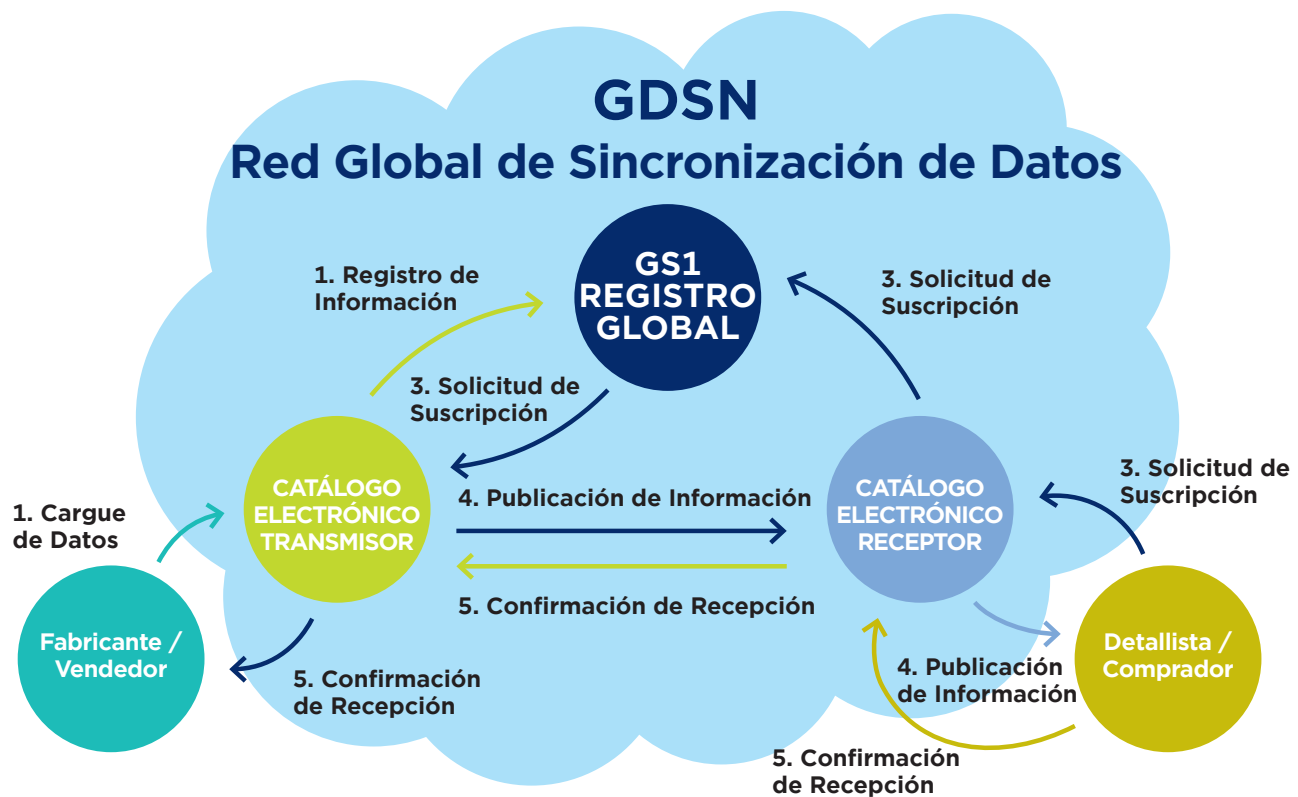 GDSN
Red Global de Sincronización de Datos
GS1
REGISTRO
GLOBAL
1. Registro de
Información
3. Solicitud de
Suscripción
3. Solicitud de
Suscripción
CATÁLOGO
ELECTRÓNICO
TRANSMISOR
4. Publicación de Información
CATÁLOGO
ELECTRÓNICO
RECEPTOR
3. Solicitud de
Suscripción
1. Cargue
de Datos
5. Confirmación de Recepción
Fabricante /
Vendedor
5. Confirmación
de Recepción
4. Publicación
de Información
Detallista /
Comprador
5. Confirmación
de Recepción